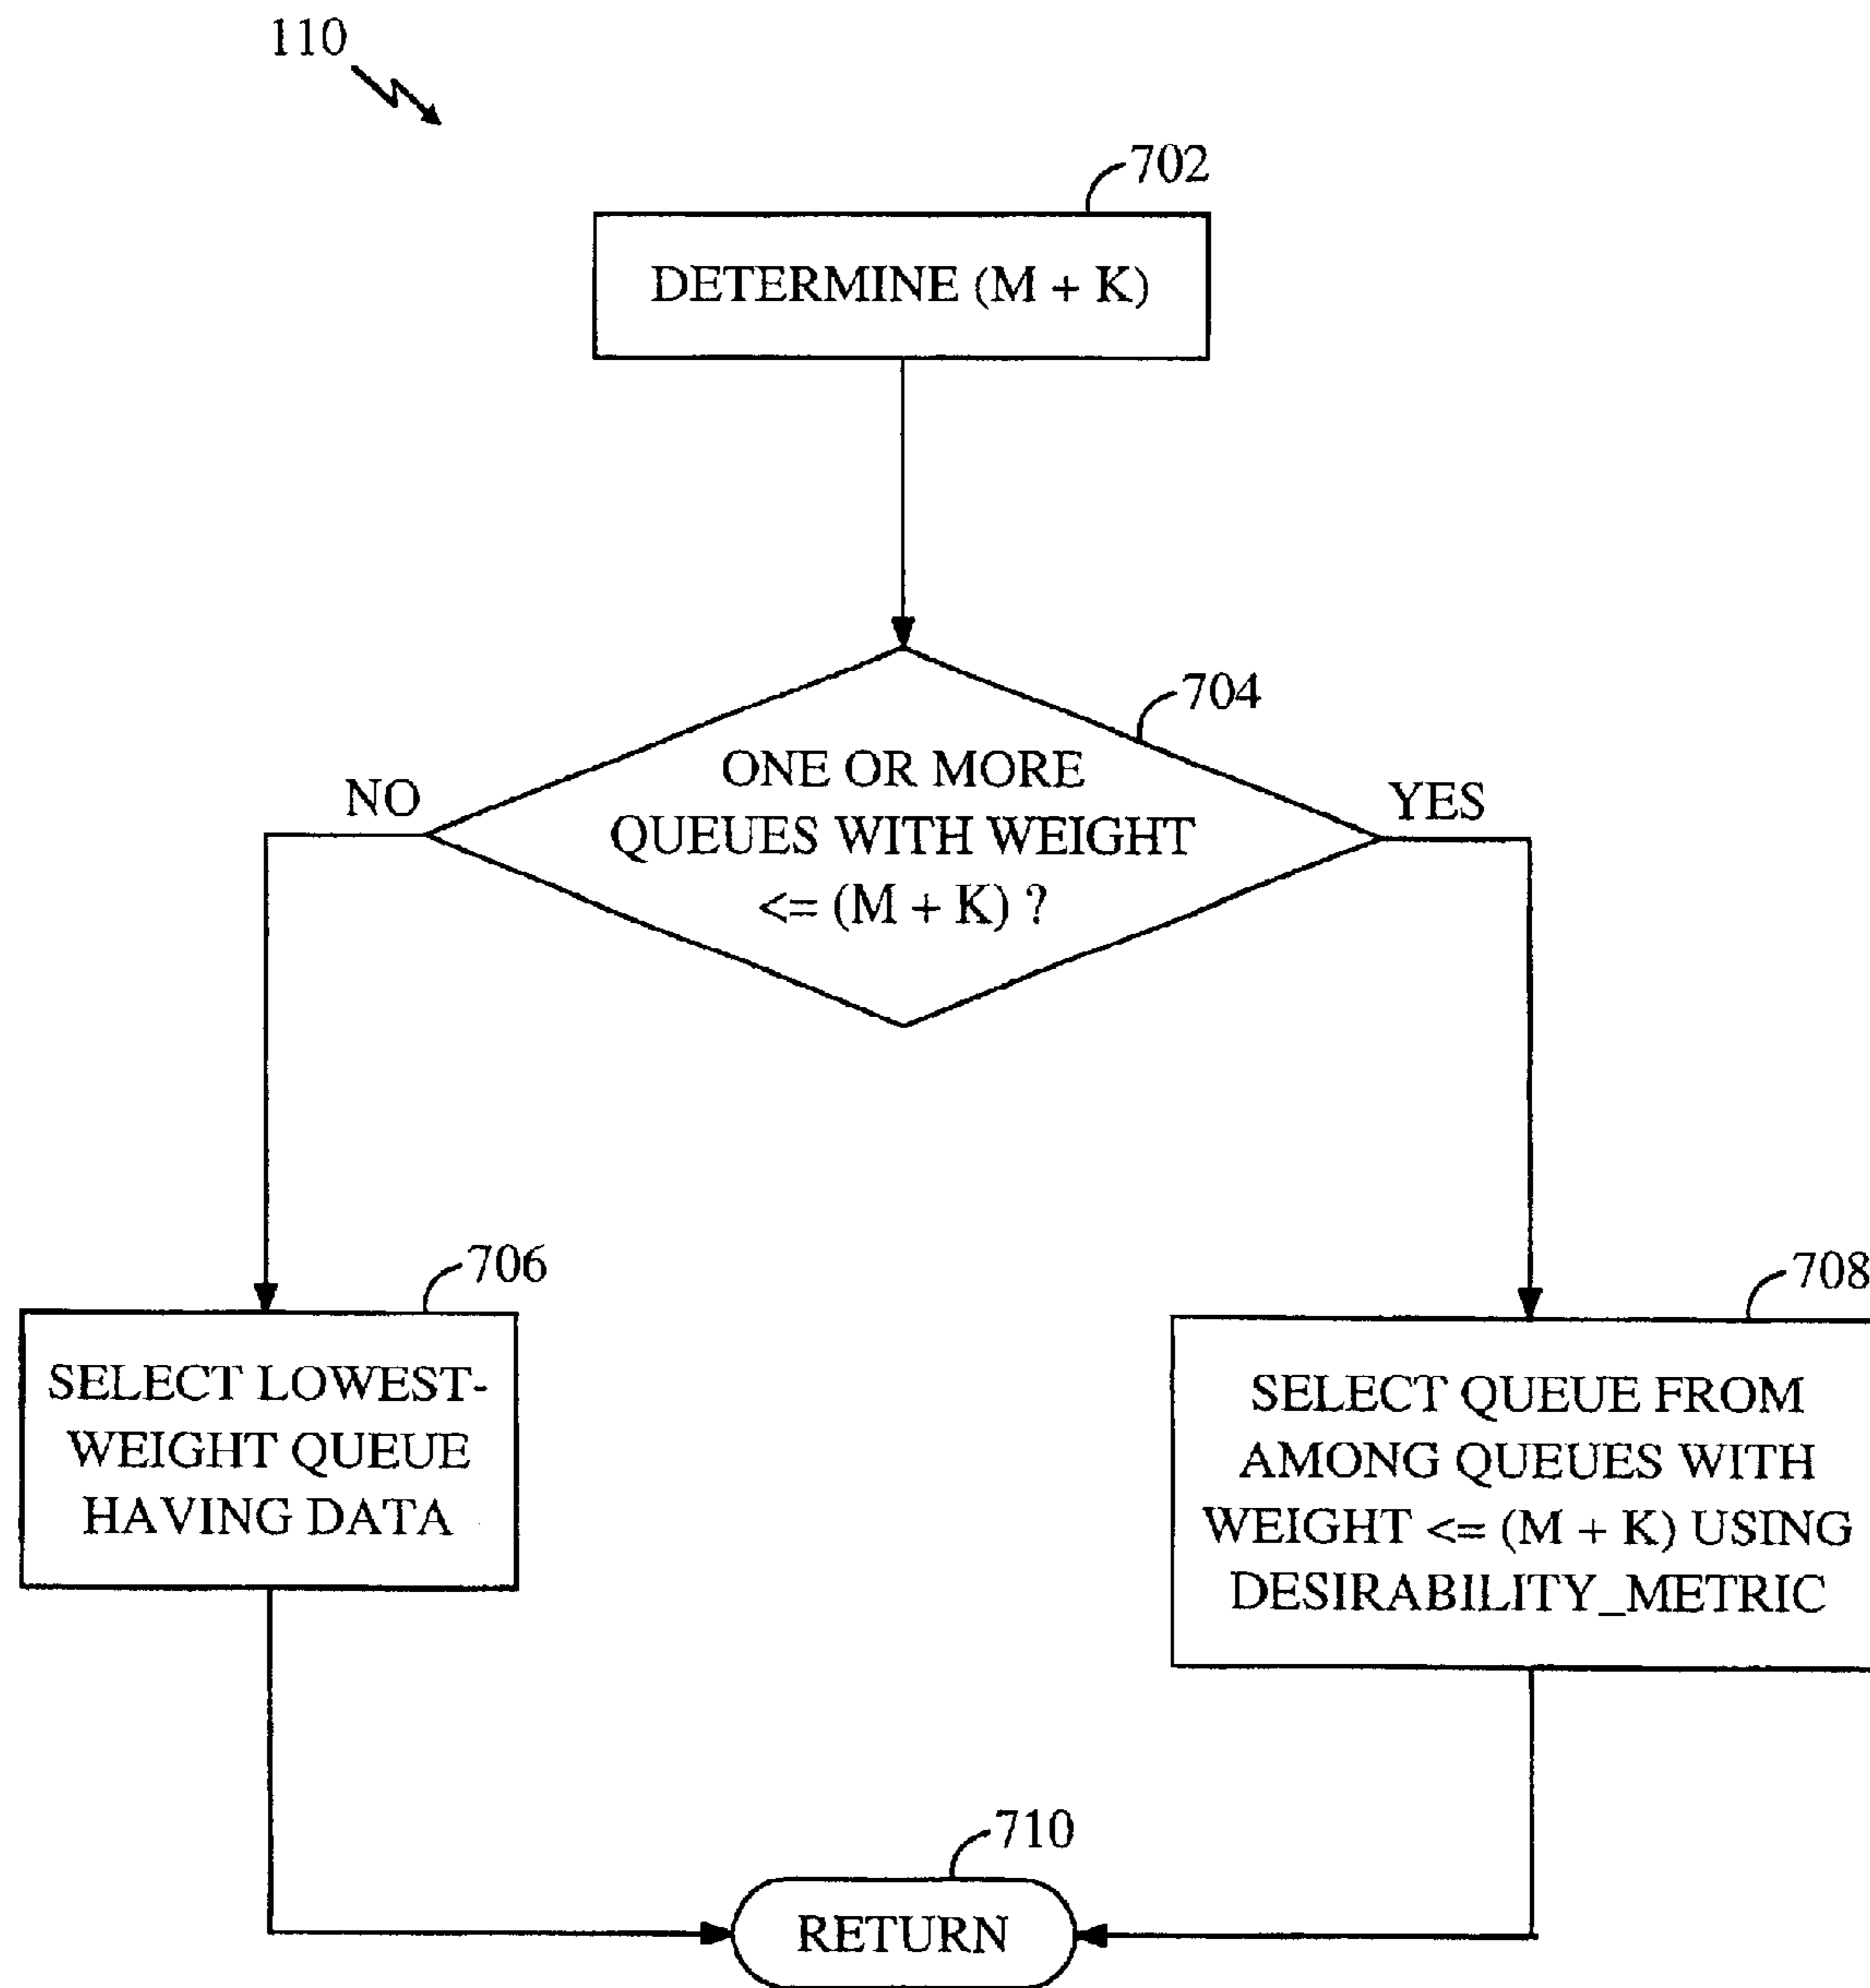 110
702
DETERMINE (M + K)
704
ONE OR MORE
QUEUES WITH WEIGHT
<= (M + K) ?
NO
YES
706
SELECT LOWEST-
WEIGHT QUEUE
HAVING DATA
708
SELECT QUEUE FROM
AMONG QUEUES WITH
WEIGHT <= (M + K) USING
DESIRABILITY_METRIC
710
RETURN